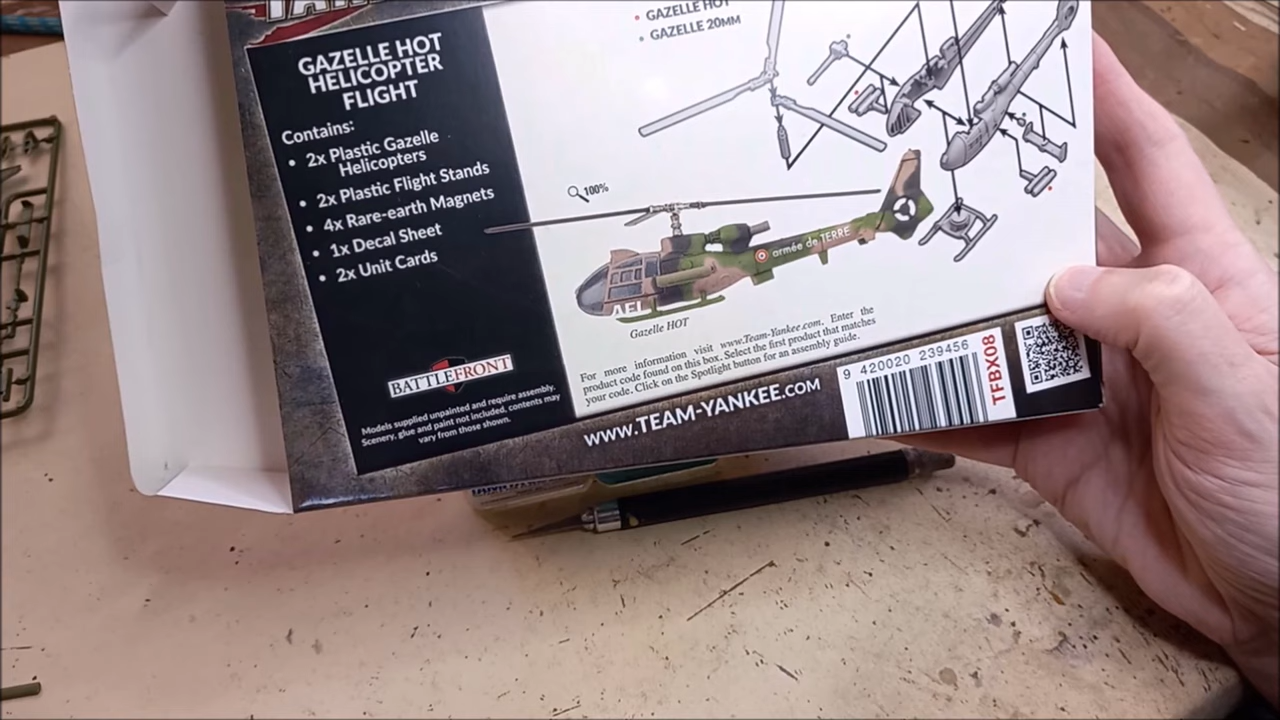 GAZELLE HOT
HELICOPTER
FLIGHT
Contains:
• 2x Plastic Gazelle
Helicopters
• 2x Plastic Flight Stands
• 4x Rare-earth Magnets
• 1x Decal Sheet
• 2x Unit Cards
BATTLEFRONT
Models supplied unpainted and require assembly.
Scenery, glue and paint not included, contents may
vary from those shown.
• GAZELLE HOT
• GAZELLE 20MM
100%
armée de TERRE
AEL
Gazelle HOT
For more information visit www.Team-Yankee.com. Enter the
product code found on this box. Select the first product that matches
your code. Click on the Spotlight button for an assembly guide.
WWW.TEAM-YANKEE.COM
9 420020 239456
TFBX08